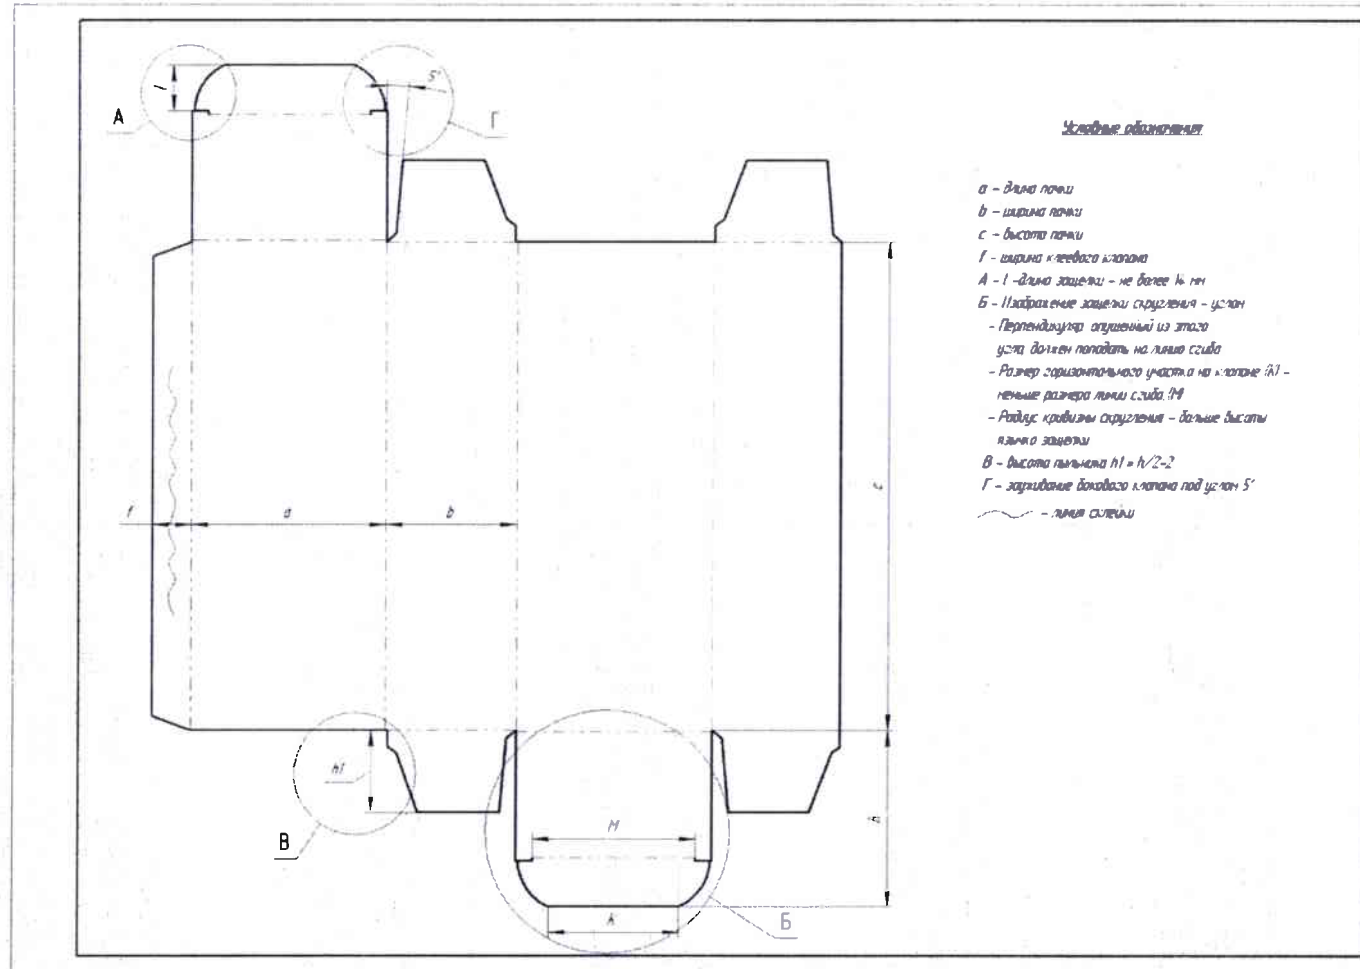 l
5°
А
Г
Условные обозначения
a - длина пачки
b - ширина пачки
c - высота пачки
f - ширина клеевого клапана
А - l - длина защелки - не более 14 мм
Б - Изображение защелки скругления - углом
- Перпендикуляр опущенный из этого
угла должен попадать на линию сгиба
- Размер горизонтального участка на клапане (К) -
меньше размера линии сгиба (М)
- Радиус кривизны скругления - больше высоты
язычка защелки
В - Высота пыльника h1 = h/2-2
Г - зауживание бокового клапана под углом 5°
- линия склейки
f
a
b
c
h1
В
М
h
К
Б